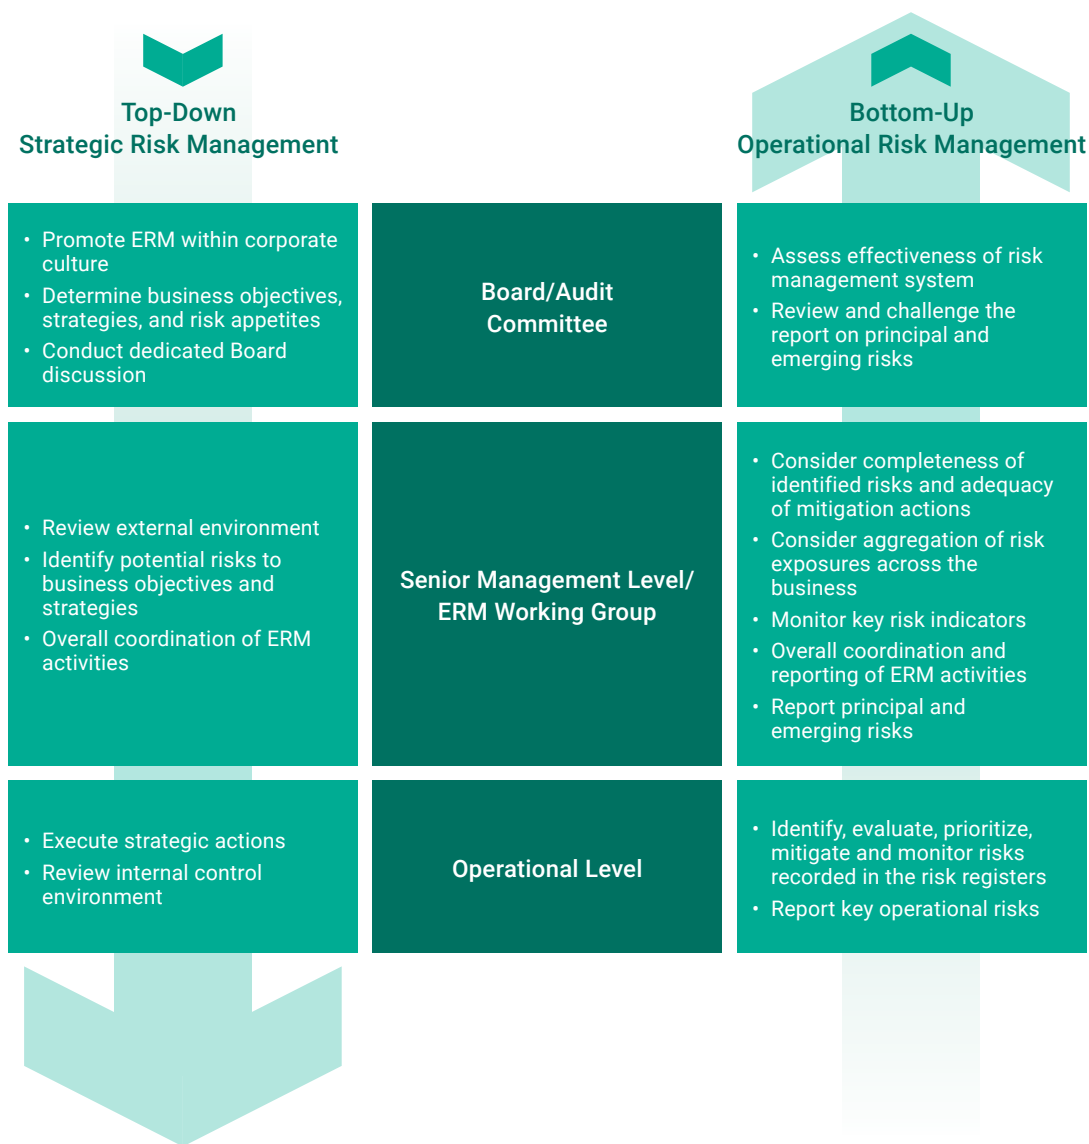 Top-Down
Strategic Risk Management
Bottom-Up
Operational Risk Management
• Promote ERM within corporate
culture
• Determine business objectives,
strategies, and risk appetites
• Conduct dedicated Board
discussion
Board/Audit
Committee
• Assess effectiveness of risk
management system
• Review and challenge the
report on principal and
emerging risks
• Review external environment
• Identify potential risks to
business objectives and
strategies
• Overall coordination of ERM
activities
Senior Management Level/
ERM Working Group
• Consider completeness of
identified risks and adequacy
of mitigation actions
• Consider aggregation of risk
exposures across the
business
• Monitor key risk indicators
• Overall coordination and
reporting of ERM activities
• Report principal and
emerging risks
• Execute strategic actions
• Review internal control
environment
Operational Level
• Identify, evaluate, prioritize,
mitigate and monitor risks
recorded in the risk registers
• Report key operational risks